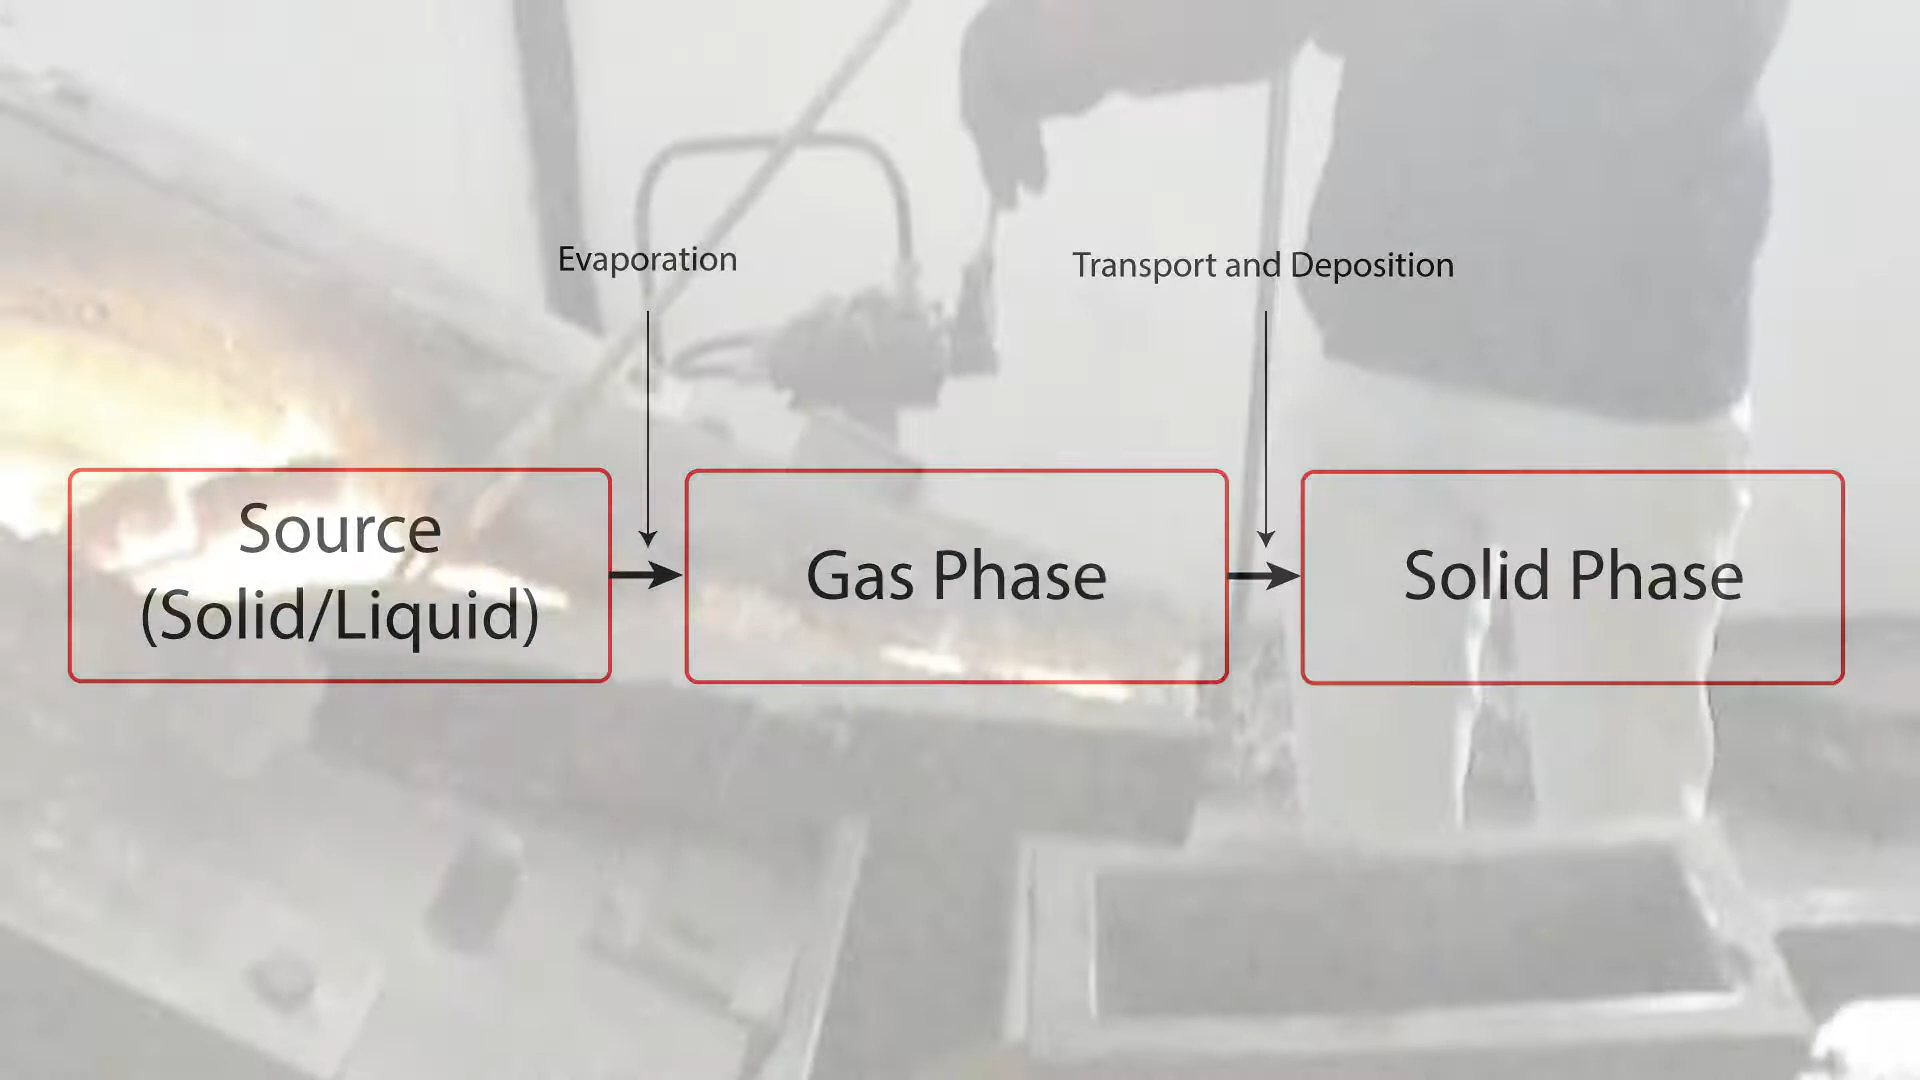 Evaporation
Transport and Deposition
Source
(Solid/Liquid)
Gas Phase
Solid Phase